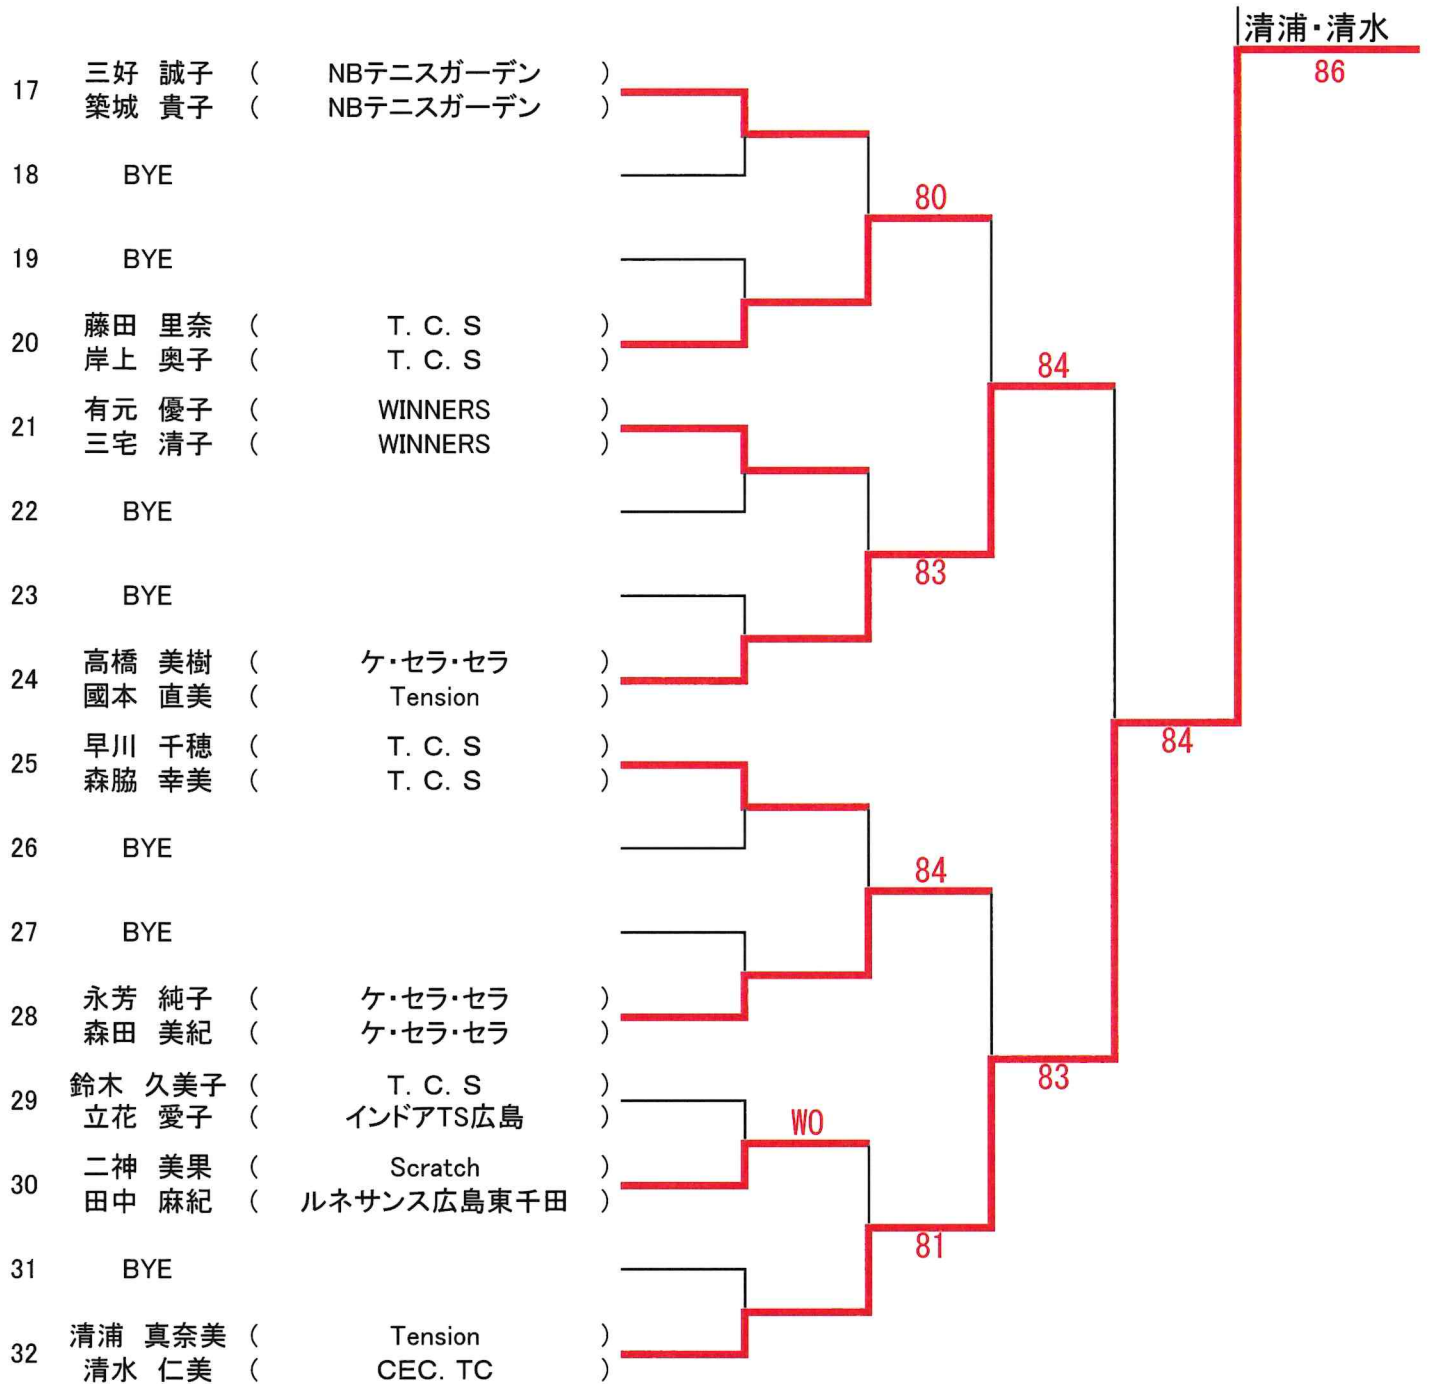 清浦・清水
86
17 三好 誠子 ( NBテニスガーデン )
築城 貴子 ( NBテニスガーデン )
18 BYE
80
19 BYE
20 藤田 里奈 ( T. C. S )
岸上 奥子 ( T. C. S )
84
21 有元 優子 ( WINNERS )
三宅 清子 ( WINNERS )
22 BYE
83
23 BYE
24 高橋 美樹 ( ケ・セラ・セラ )
國本 直美 ( Tension )
84
25 早川 千穂 ( T. C. S )
森脇 幸美 ( T. C. S )
26 BYE
84
27 BYE
28 永芳 純子 ( ケ・セラ・セラ )
森田 美紀 ( ケ・セラ・セラ )
83
29 鈴木 久美子 ( T. C. S )
立花 愛子 ( インドアTS広島 )
WO
30 二神 美果 ( Scratch )
田中 麻紀 ( ルネサンス広島東千田 )
81
31 BYE
32 清浦 真奈美 ( Tension )
清水 仁美 ( CEC. TC )